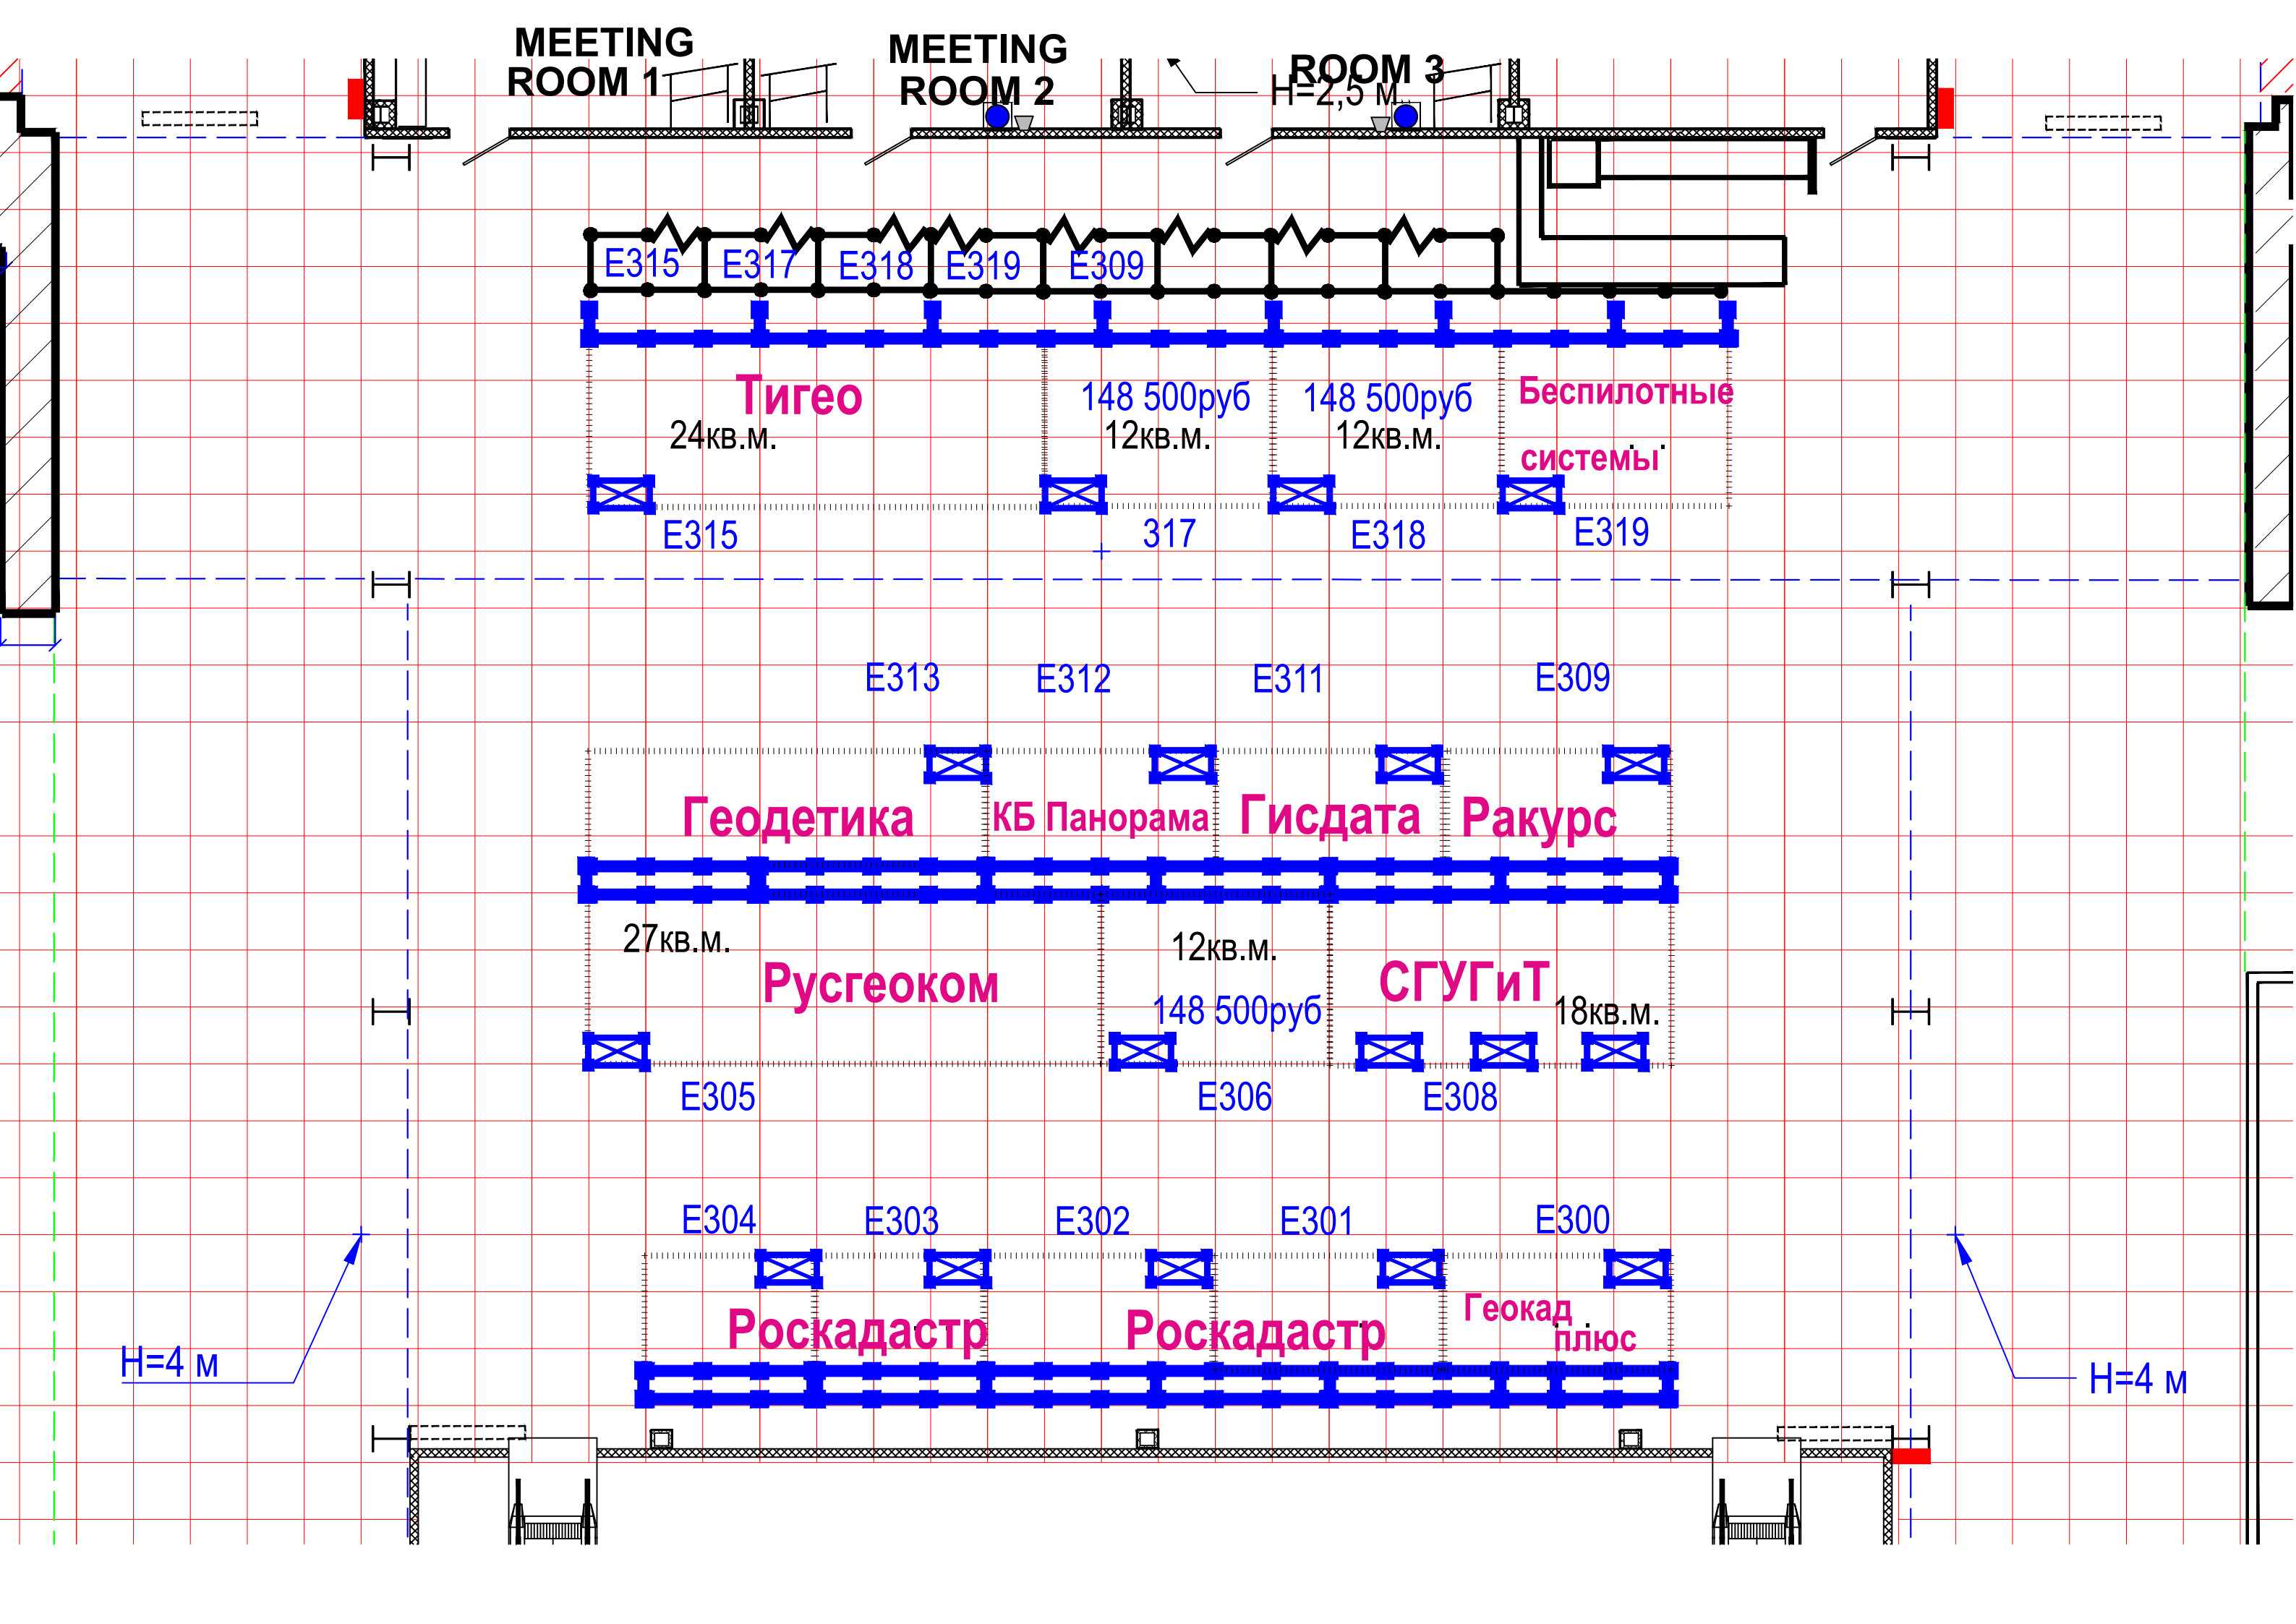 MEETING
ROOM 1
MEETING
ROOM 2
ROOM 3
H=2,5 м.
E315
E317
E318
E319
E309
Тигео
24кв.м.
148 500руб
12кв.м.
148 500руб
12кв.м.
Беспилотные
системы
E315
317
E318
E319
E313
E312
E311
E309
Геодетика
КБ Панорама
Гисдата
Ракурс
27кв.м.
Русгеоком
12кв.м.
148 500руб
СГУГиТ
18кв.м.
E305
E306
E308
E304
E303
E302
E301
E300
Роскадастр
Роскадастр
Геокад
плюс
H=4 м
H=4 м